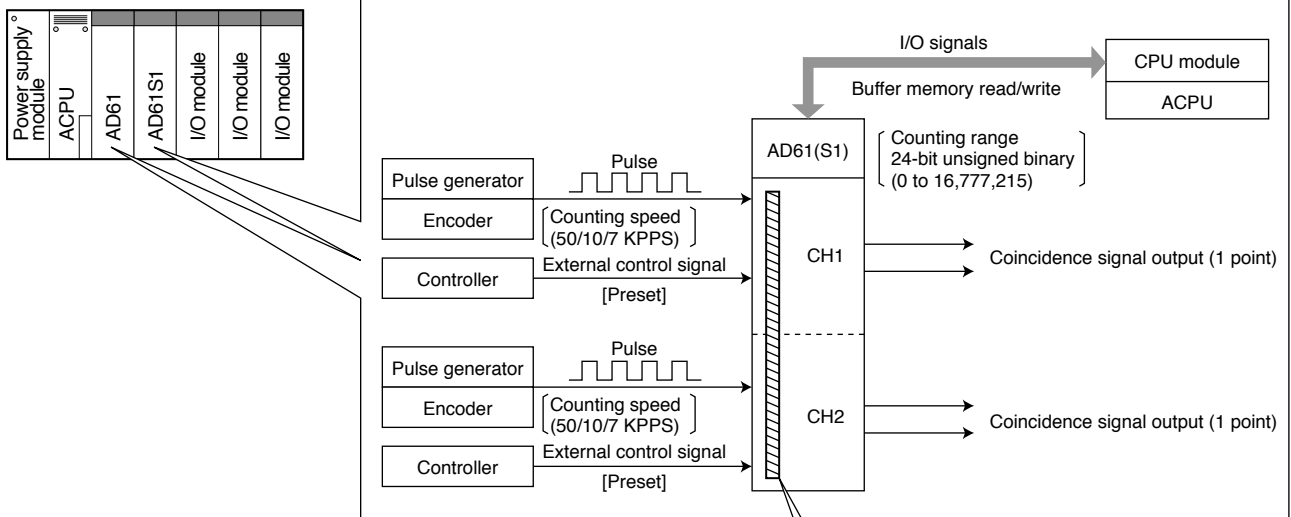 Power supply
module
ACPU
AD61
AD61S1
I/O module
I/O module
I/O module
I/O signals
Buffer memory read/write
CPU module
ACPU
AD61(S1)
Counting range
24-bit unsigned binary
(0 to 16,777,215)
Pulse generator
Encoder
Pulse
Counting speed
(50/10/7 KPPS)
Controller
External control signal
[Preset]
CH1
Coincidence signal output (1 point)
Pulse generator
Encoder
Pulse
Counting speed
(50/10/7 KPPS)
Controller
External control signal
[Preset]
CH2
Coincidence signal output (1 point)